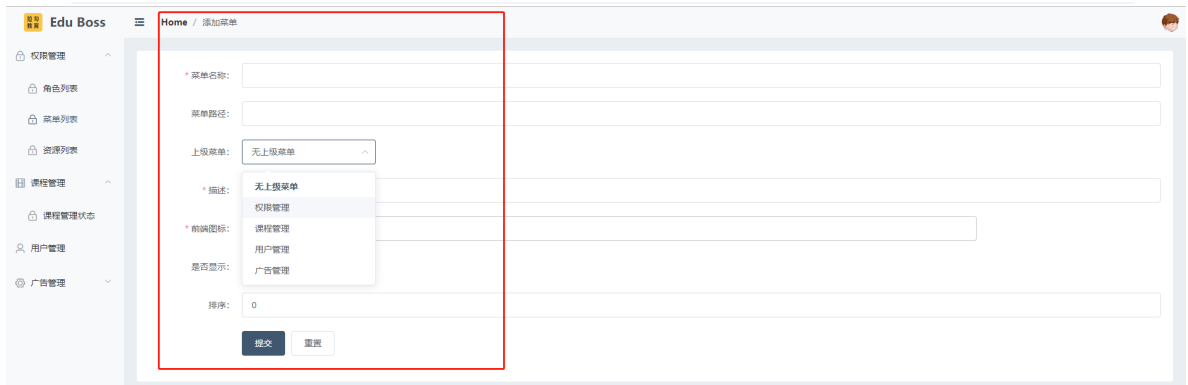 拉勾
教育
Edu Boss
Home / 添加菜单
权限管理
角色列表
菜单列表
资源列表
课程管理
课程管理状态
用户管理
广告管理
* 菜单名称:
菜单路径:
上级菜单:
无上级菜单
无上级菜单
权限管理
课程管理
用户管理
广告管理
* 描述:
* 前端图标:
是否显示:
排序:
0
提交
重置